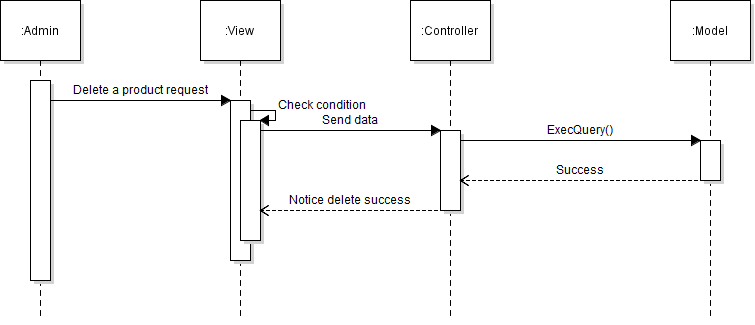 :Admin
:View
:Controller
:Model
Delete a product request
Check condition
Send data
ExecQuery()
Success
Notice delete success